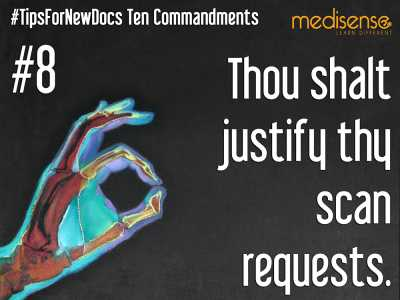 #TipsForNewDocs Ten Commandments
medisense
LEARN DIFFERENT
#8
Thou shalt
justify thy
scan
requests.